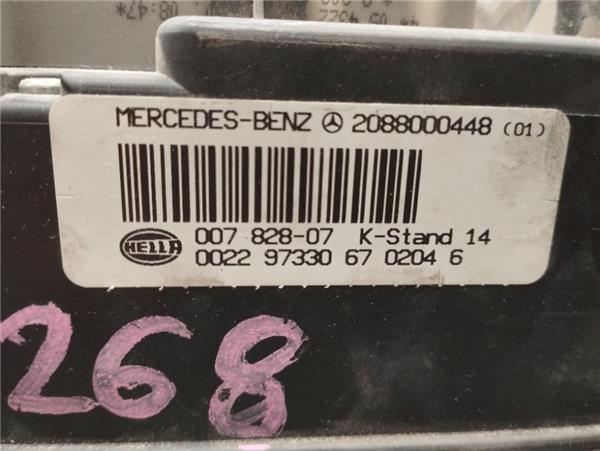 MERCEDES-BENZ 2088000448 (01)
HELLA
007 828-07 K-Stand 14
0022 97330 67 0204 6
268